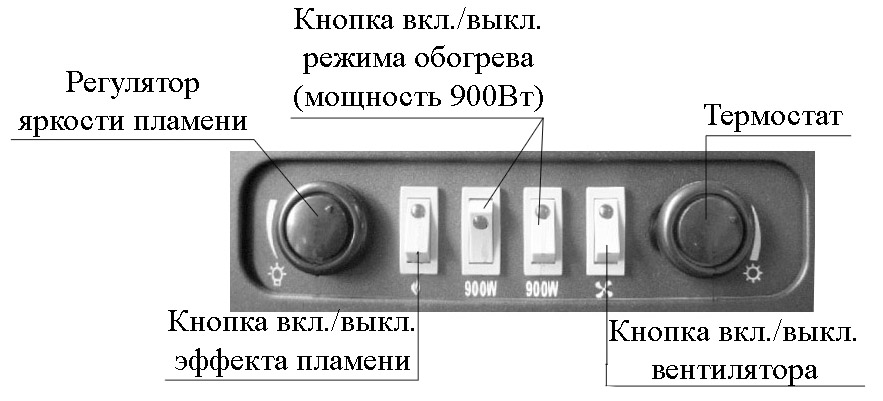 Кнопка вкл./выкл.
режима обогрева
(мощность 900Вт)
Регулятор
яркости пламени
Термостат
900W
900W
Кнопка вкл./выкл.
эффекта пламени
Кнопка вкл./выкл.
вентилятора